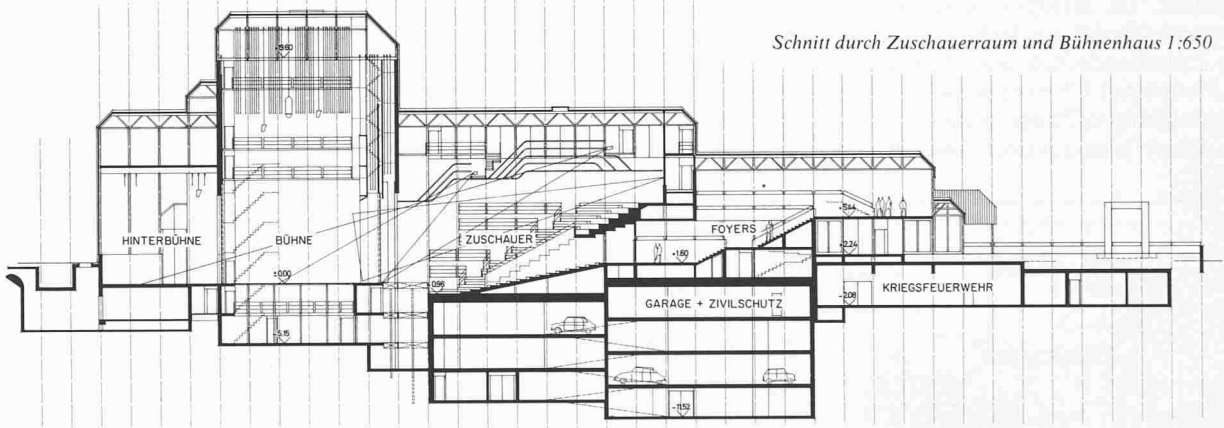 Schnitt durch Zuschauerraum und Bühnenhaus 1:650
+19.60
+5.44
HINTERBÜHNE
BÜHNE
ZUSCHAUER
FOYERS
+2.24
+1.60
±0.00
-0.96
GARAGE + ZIVILSCHUTZ
KRIEGSFEUERWEHR
-2.08
-5.15
-11.52